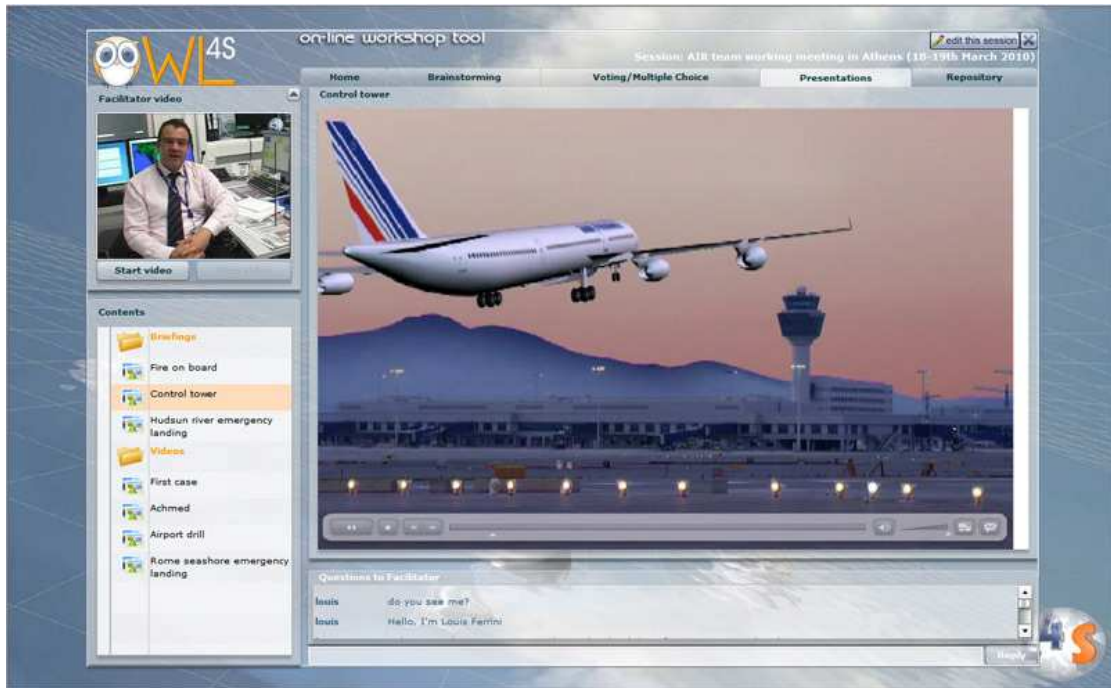 OWL4S
on-line workshop tool
edit this session
Session: AIR team working meeting in Athens (18-19th March 2010)
Home Brainstorming Voting/Multiple Choice Presentations Repository
Facilitator video
Start video
Contents
Briefings
Fire on board
Control tower
Hudsun river emergency
landing
Videos
First case
Achmed
Airport drill
Rome seashore emergency
landing
Control tower
Questions to Facilitator
louis do you see me?
louis Hello, I'm Louis Ferrini
Reply
4S